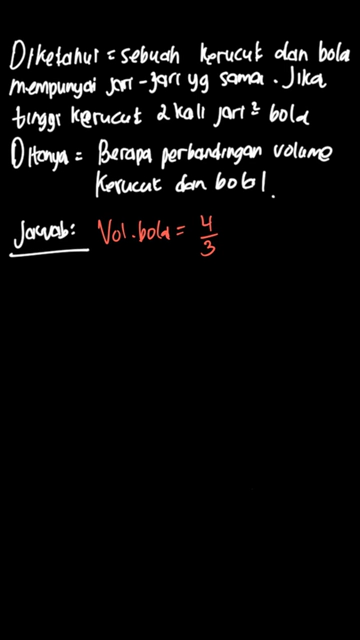 Diketahui = sebuah kerucut dan bola
mempunyai jari-jari yg sama. Jika
tinggi kerucut 2 kali jari² bola
Ditanya = Berapa perbandingan volume
kerucut dan bobl.
Jawab: Vol. bola = 4/3